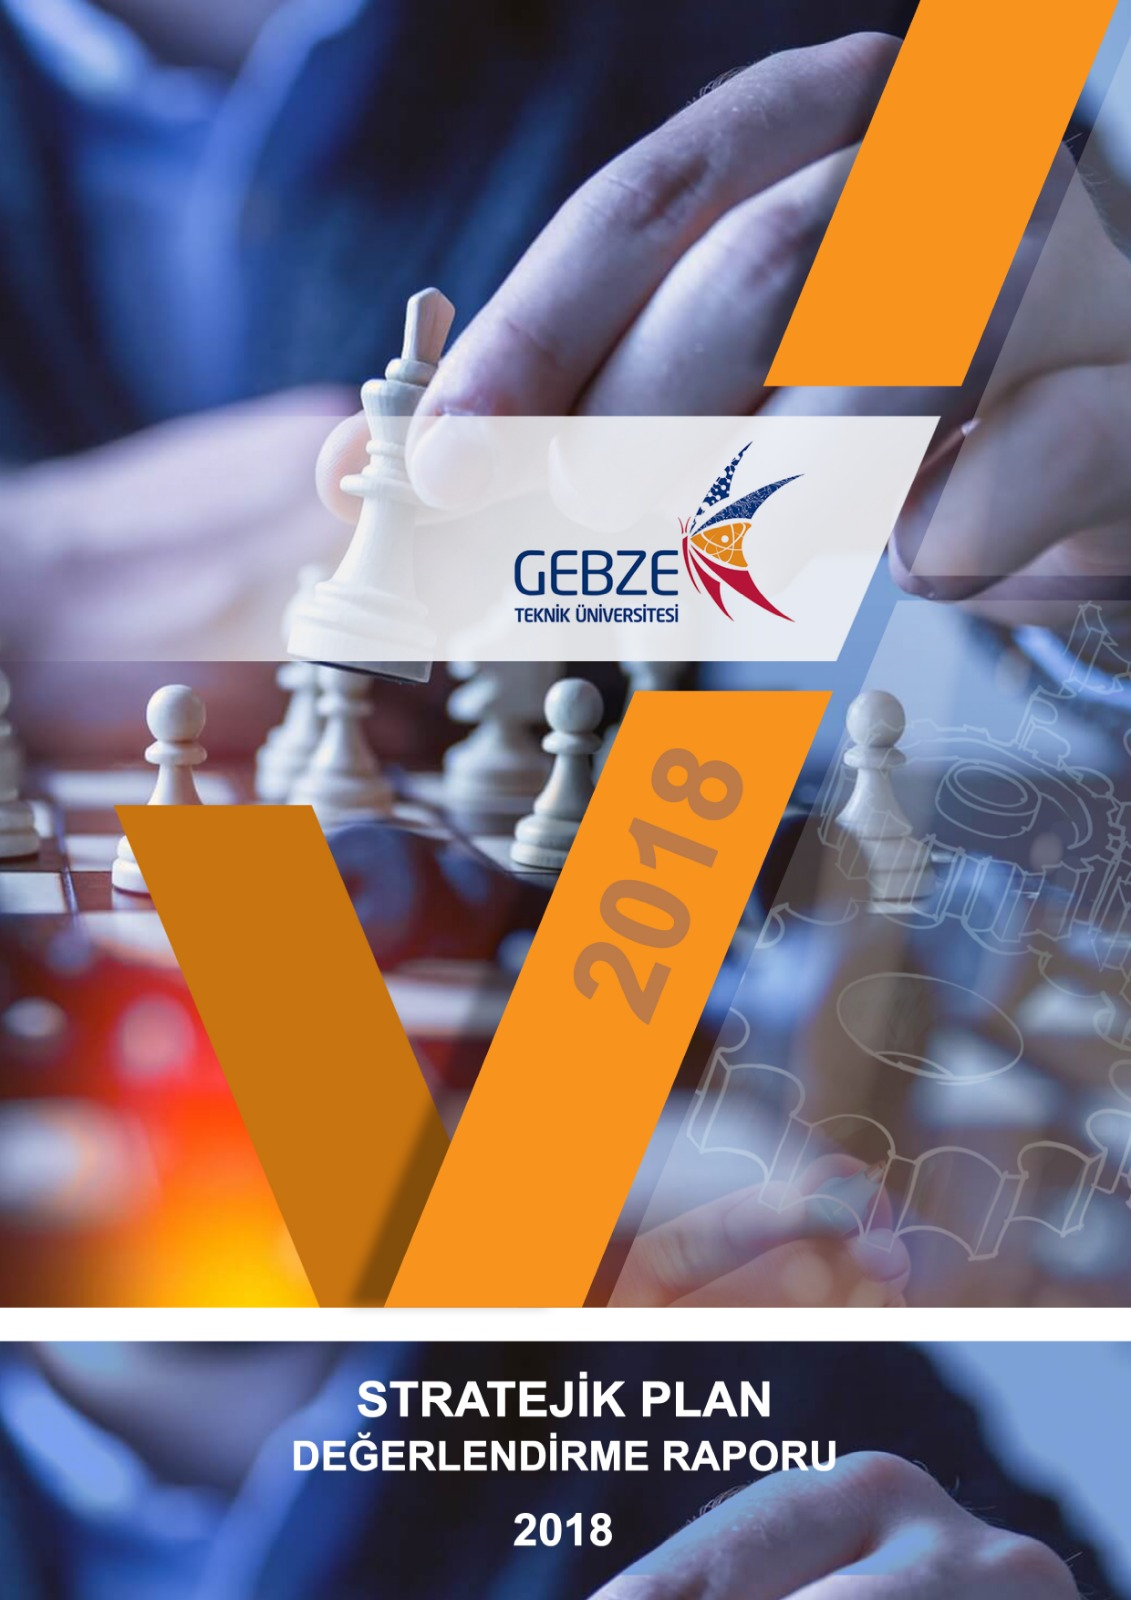 GEBZE
TEKNİK ÜNİVERSİTESİ
2018
STRATEJİK PLAN
DEĞERLENDİRME RAPORU
2018